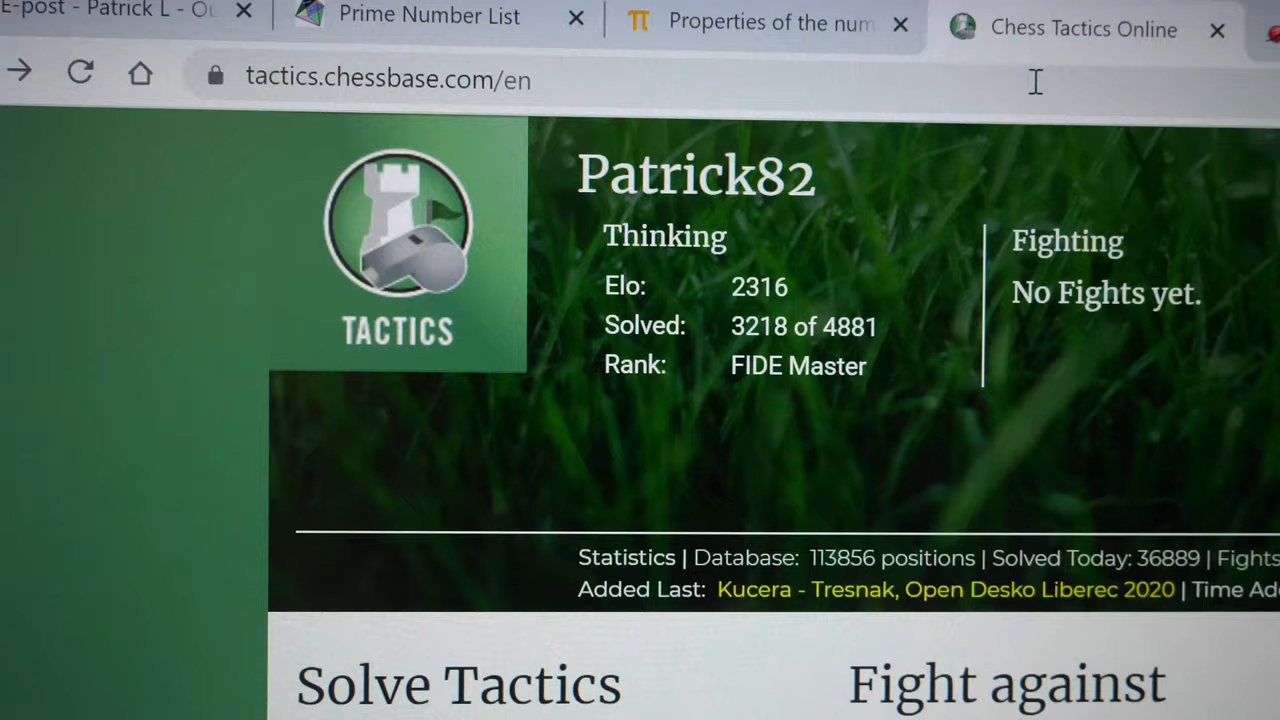 E-post - Patrick L - Ou
Prime Number List
Properties of the num
Chess Tactics Online
tactics.chessbase.com/en
TACTICS
Patrick82
Thinking
Elo: 2316
Solved: 3218 of 4881
Rank: FIDE Master
Fighting
No Fights yet.
Statistics | Database: 113856 positions | Solved Today: 36889 | Fights
Added Last: Kucera - Tresnak, Open Desko Liberec 2020 | Time Ad
Solve Tactics
Fight against